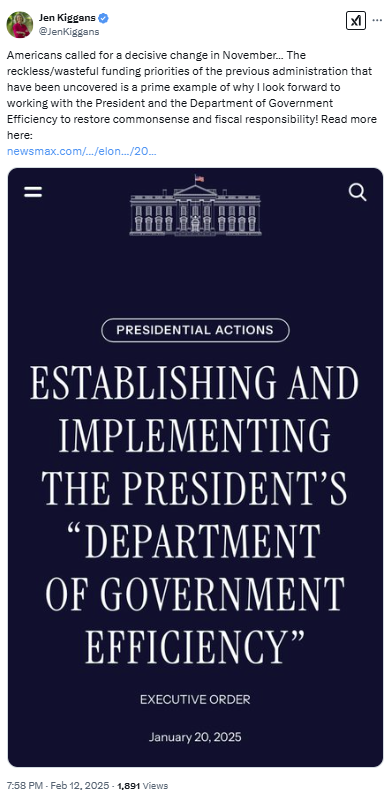 Jen Kiggans
@JenKiggans
Americans called for a decisive change in November... The
reckless/wasteful funding priorities of the previous administration that
have been uncovered is a prime example of why I look forward to
working with the President and the Department of Government
Efficiency to restore commonsense and fiscal responsibility! Read more
here:
newsmax.com/.../elon.../20...
PRESIDENTIAL ACTIONS
ESTABLISHING AND
IMPLEMENTING
THE PRESIDENT’S
“DEPARTMENT
OF GOVERNMENT
EFFICIENCY”
EXECUTIVE ORDER
January 20, 2025
7:58 PM · Feb 12, 2025 · 1,891 Views